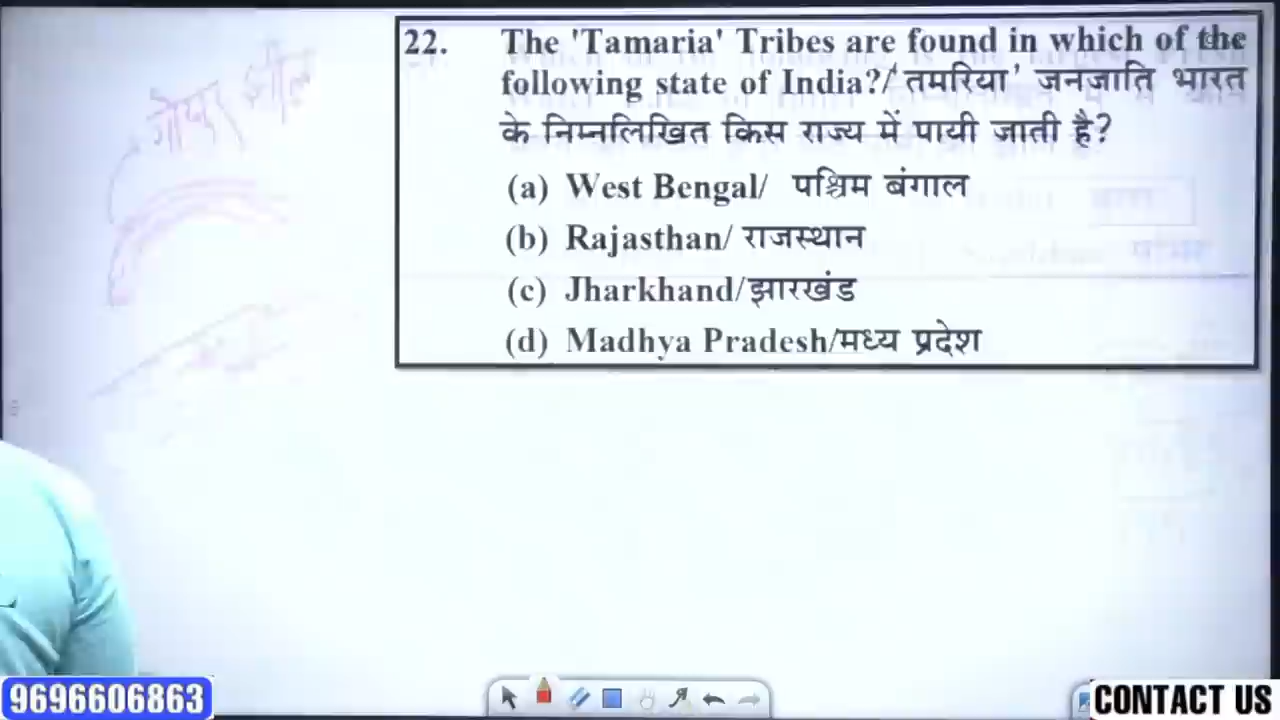 22. The 'Tamaria' Tribes are found in which of the
following state of India?/'तमरिया' जनजाति भारत
के निम्नलिखित किस राज्य में पायी जाती है?
(a) West Bengal/ पश्चिम बंगाल
(b) Rajasthan/ राजस्थान
(c) Jharkhand/झारखंड
(d) Madhya Pradesh/मध्य प्रदेश
9696606863
CONTACT US